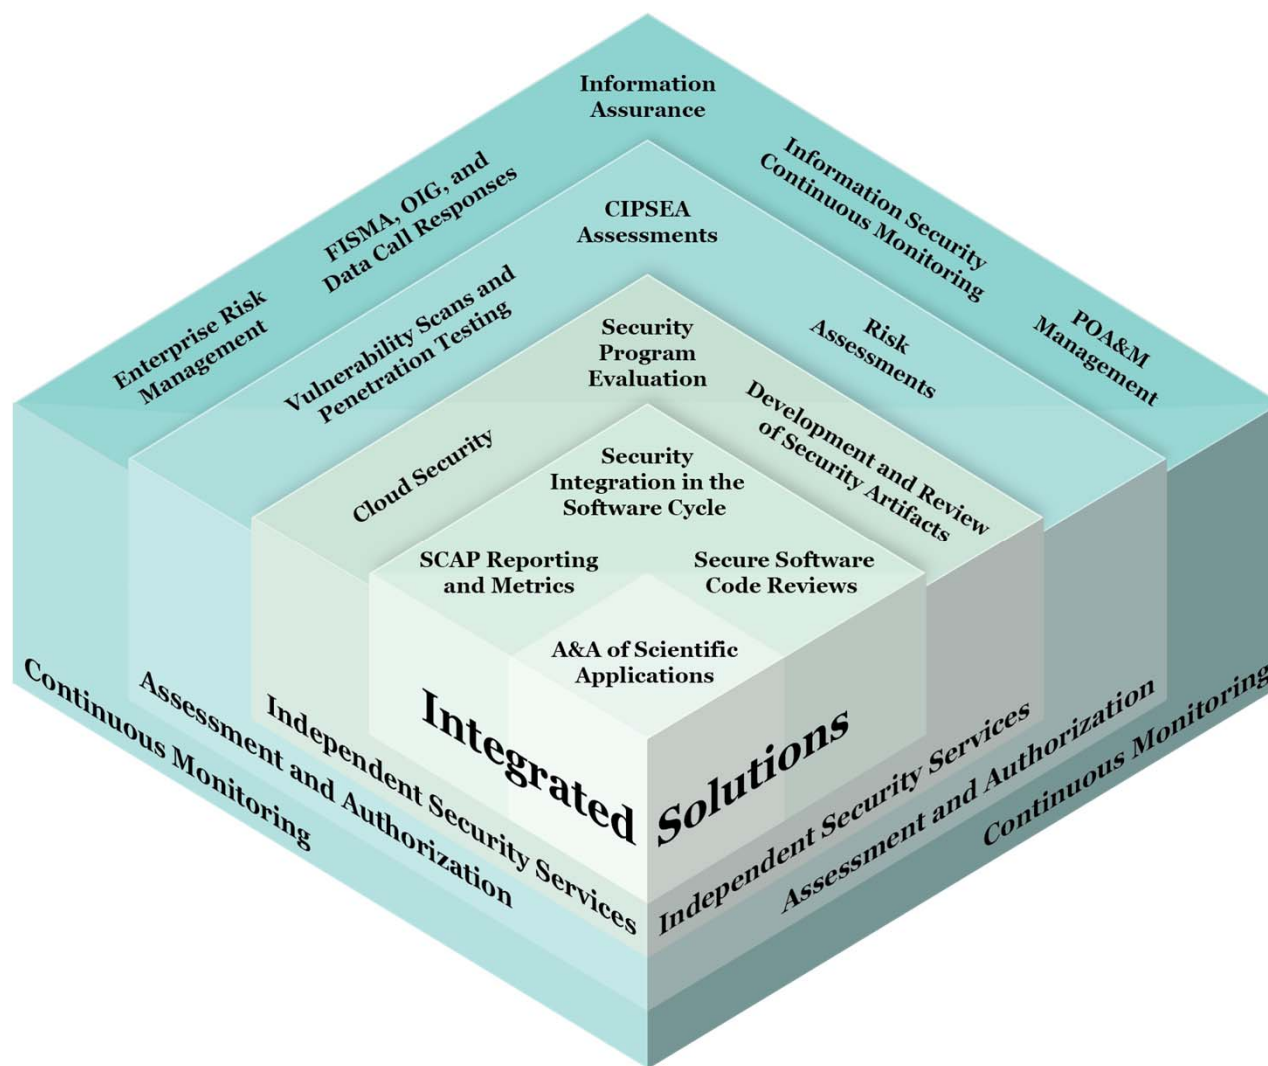 Information
Assurance
FISMA, OIG, and
Data Call Responses
Information Security
Continuous Monitoring
Enterprise Risk
Management
POA&M
Management
CIPSEA
Assessments
Vulnerability Scans and
Penetration Testing
Risk
Assessments
Security
Program
Evaluation
Cloud Security
Development and Review
of Security Artifacts
Security
Integration in the
Software Cycle
SCAP Reporting
and Metrics
Secure Software
Code Reviews
A&A of Scientific
Applications
Integrated
Solutions
Independent Security Services
Independent Security Services
Assessment and Authorization
Assessment and Authorization
Continuous Monitoring
Continuous Monitoring